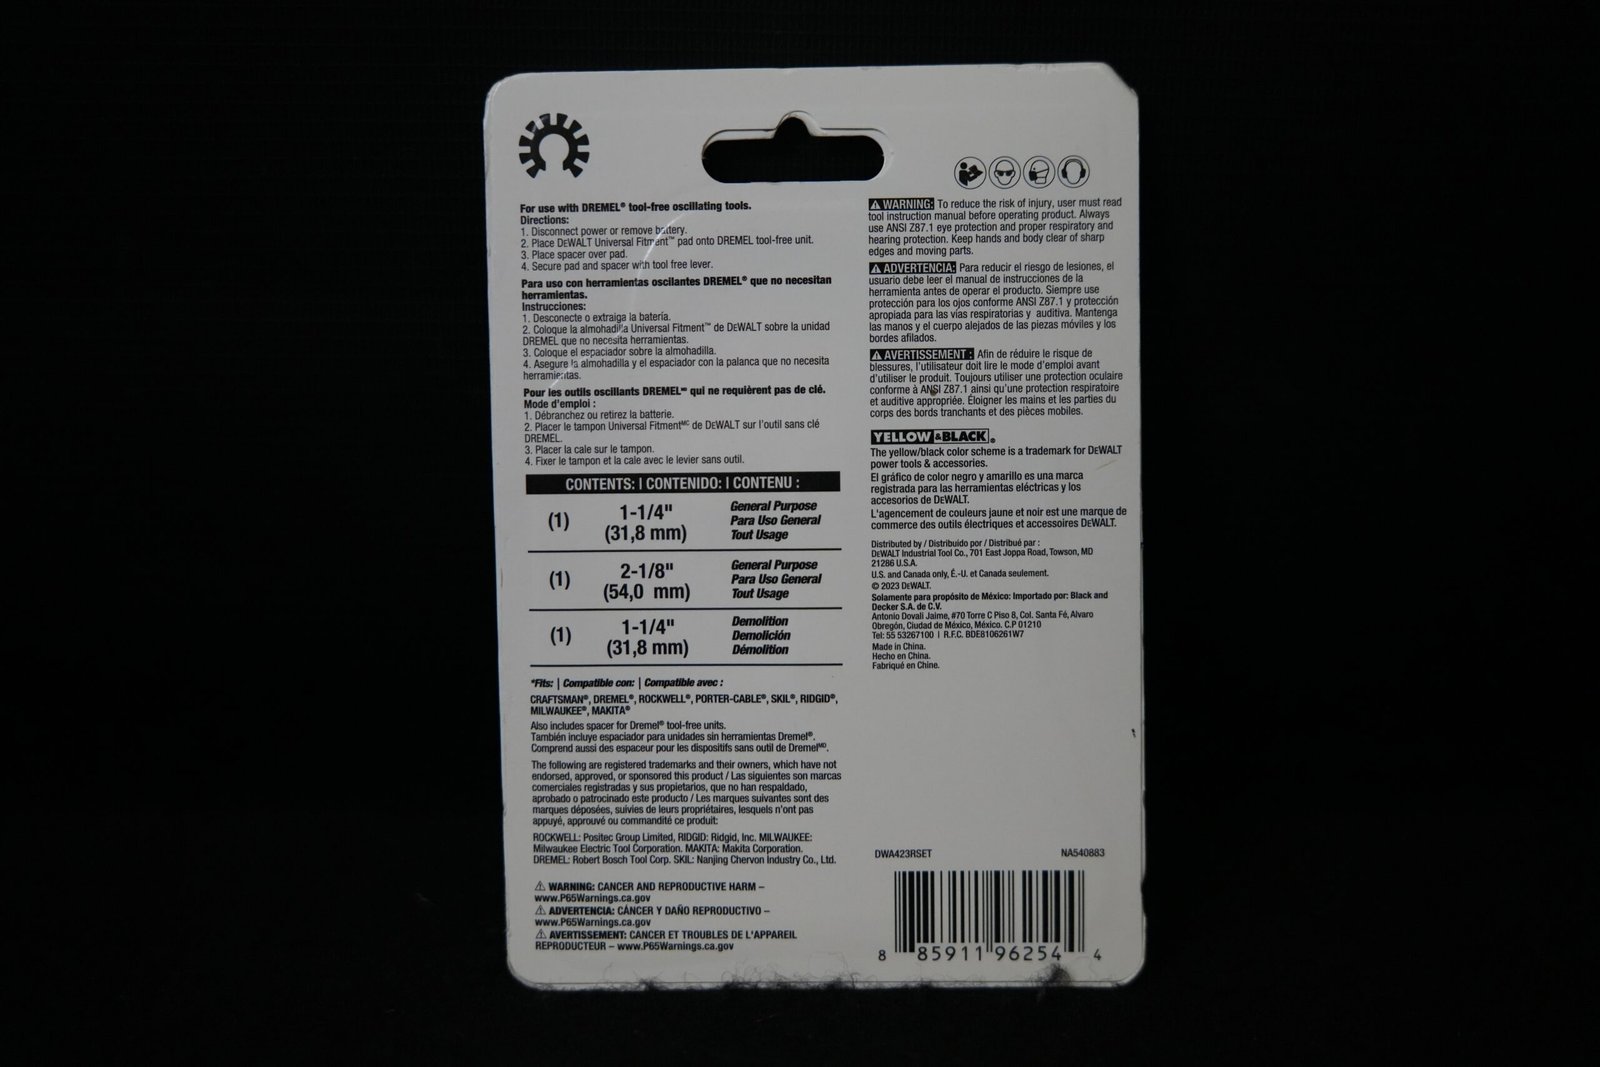 For use with DREMEL® tool-free oscillating tools.
Directions:
1. Disconnect power or remove battery.
2. Place DEWALT Universal Fitment™ pad onto DREMEL tool-free unit.
3. Place spacer over pad.
4. Secure pad and spacer with tool free lever.
Para uso con herramientas oscilantes DREMEL® que no necesitan
herramientas.
Instrucciones:
1. Desconecte o extraiga la batería.
2. Coloque la almohadilla Universal Fitment™ de DEWALT sobre la unidad
DREMEL que no necesita herramientas.
3. Coloque el espaciador sobre la almohadilla.
4. Asegure la almohadilla y el espaciador con la palanca que no necesita
herramientas.
Pour les outils oscillants DREMEL℠ qui ne requièrent pas de clé.
Mode d'emploi :
1. Débranchez ou retirez la batterie.
2. Placer le tampon Universal Fitmentᴹᶜ de DEWALT sur l'outil sans clé
DREMEL.
3. Placer la cale sur le tampon.
4. Fixer le tampon et la cale avec le levier sans outil.
CONTENTS: | CONTENIDO: | CONTENU :
(1) 1-1/4" (31,8 mm) General Purpose
Para Uso General
Tout Usage
(1) 2-1/8" (54,0 mm) General Purpose
Para Uso General
Tout Usage
(1) 1-1/4" (31,8 mm) Demolition
Demolición
Démolition
*Fits: | Compatible con: | Compatible avec :
CRAFTSMAN®, DREMEL®, ROCKWELL®, PORTER-CABLE®, SKIL®, RIDGID®,
MILWAUKEE®, MAKITA®
Also includes spacer for Dremel® tool-free units.
También incluye espaciador para unidades sin herramientas Dremel®.
Comprend aussi des espaceur pour les dispositifs sans outil de Dremelᴹᴰ.
The following are registered trademarks and their owners, which have not
endorsed, approved, or sponsored this product / Las siguientes son marcas
comerciales registradas y sus propietarios, que no han respaldado,
aprobado o patrocinado este producto / Les marques suivantes sont des
marques déposées, suivies de leurs propriétaires, lesquels n'ont pas
appuyé, approuvé ou commandité ce produit:
ROCKWELL: Positec Group Limited, RIDGID: Ridgid, Inc. MILWAUKEE:
Milwaukee Electric Tool Corporation. MAKITA: Makita Corporation.
DREMEL: Robert Bosch Tool Corp. SKIL: Nanjing Chervon Industry Co., Ltd.
WARNING: CANCER AND REPRODUCTIVE HARM –
www.P65Warnings.ca.gov
ADVERTENCIA: CÁNCER Y DAÑO REPRODUCTIVO –
www.P65Warnings.ca.gov
AVERTISSEMENT: CANCER ET TROUBLES DE L'APPAREIL
REPRODUCTEUR – www.P65Warnings.ca.gov
WARNING: To reduce the risk of injury, user must read
tool instruction manual before operating product. Always
use ANSI Z87.1 eye protection and proper respiratory and
hearing protection. Keep hands and body clear of sharp
edges and moving parts.
ADVERTENCIA: Para reducir el riesgo de lesiones, el
usuario debe leer el manual de instrucciones de la
herramienta antes de operar el producto. Siempre use
protección para los ojos conforme ANSI Z87.1 y protección
apropiada para las vías respiratorias y auditiva. Mantenga
las manos y el cuerpo alejados de las piezas móviles y los
bordes afilados.
AVERTISSEMENT : Afin de réduire le risque de
blessures, l'utilisateur doit lire le mode d'emploi avant
d'utiliser le produit. Toujours utiliser une protection oculaire
conforme à ANSI Z87.1 ainsi qu'une protection respiratoire
et auditive appropriée. Éloigner les mains et les parties du
corps des bords tranchants et des pièces mobiles.
YELLOW & BLACK®
The yellow/black color scheme is a trademark for DEWALT
power tools & accessories.
El gráfico de color negro y amarillo es una marca
registrada para las herramientas eléctricas y los
accesorios de DEWALT.
L'agencement de couleurs jaune et noir est une marque de
commerce des outils électriques et accessoires DEWALT.
Distributed by / Distribuido por / Distribué par :
DEWALT Industrial Tool Co., 701 East Joppa Road, Towson, MD
21286 U.S.A.
U.S. and Canada only, É.-U. et Canada seulement.
© 2023 DEWALT.
Solamente para propósito de México: Importado por: Black and
Decker S.A. de C.V.
Antonio Dovali Jaime, #70 Torre C Piso 8, Col. Santa Fé, Alvaro
Obregón, Ciudad de México, México. C.P 01210
Tel: 55 53267100 | R.F.C. BDE8106261W7
Made in China.
Hecho en China.
Fabriqué en Chine.
DWA423RSET NA540883
8 85911 96254 4